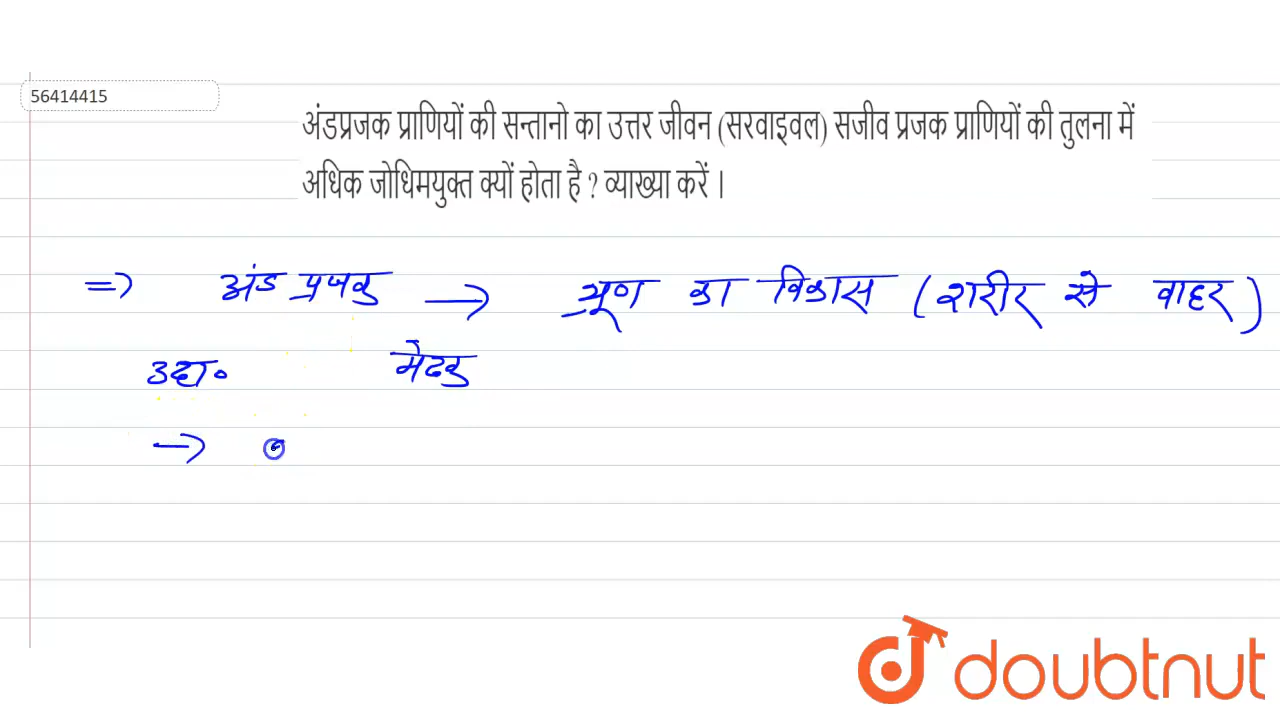 56414415
अंडप्रजक प्राणियों की सन्तानो का उत्तर जीवन (सरवाइवल) सजीव प्रजक प्राणियों की तुलना में
अधिक जोधिमयुक्त क्यों होता है ? व्याख्या करें ।
=> अंड प्रजक → भ्रूण का विकास (शरीर से बाहर)
उदा० मेढक
→
doubtnut